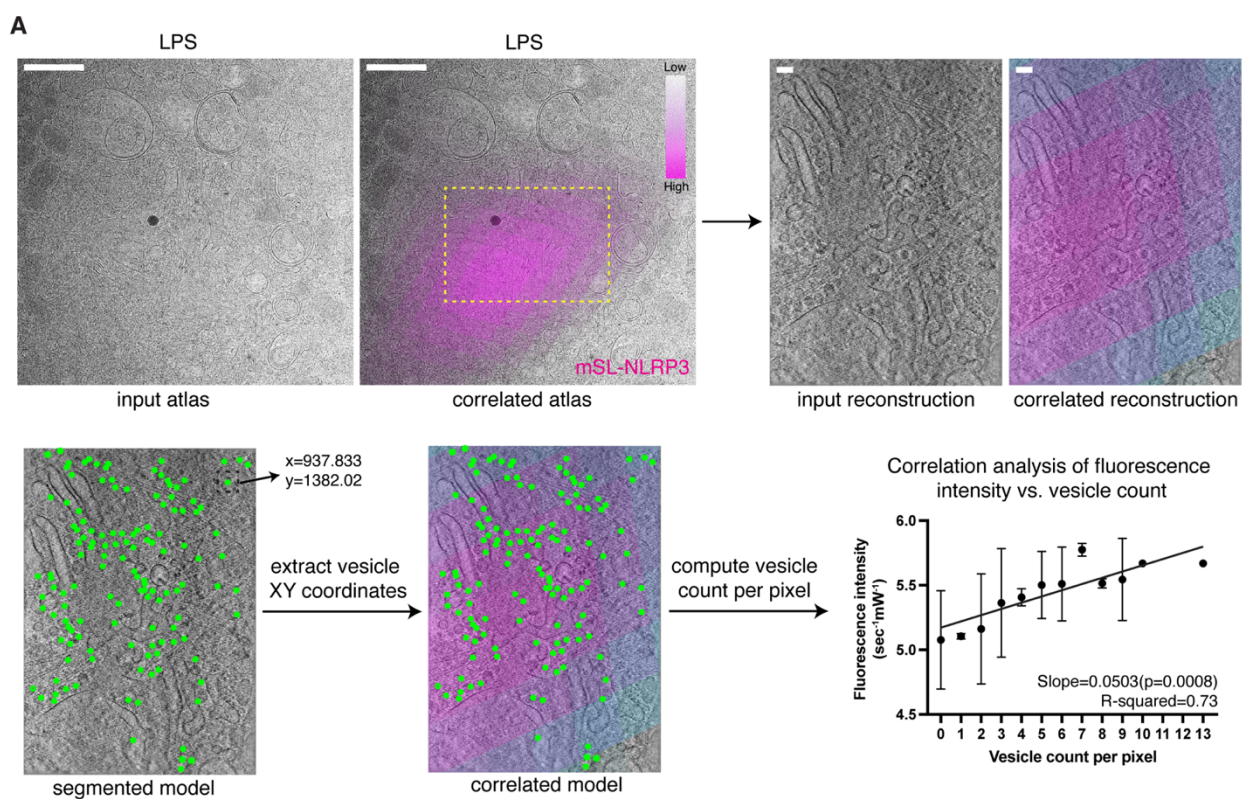 A
LPS
LPS
Low
High
mSL-NLRP3
input atlas
correlated atlas
input reconstruction
correlated reconstruction
x=937.833
y=1382.02
extract vesicle
XY coordinates
compute vesicle
count per pixel
segmented model
correlated model
Correlation analysis of fluorescence
intensity vs. vesicle count
Fluorescence intensity
(sec⁻¹mW⁻¹)
6.0
5.5
5.0
4.5
Slope=0.0503(p=0.0008)
R-squared=0.73
0 1 2 3 4 5 6 7 8 9 10 11 12 13
Vesicle count per pixel